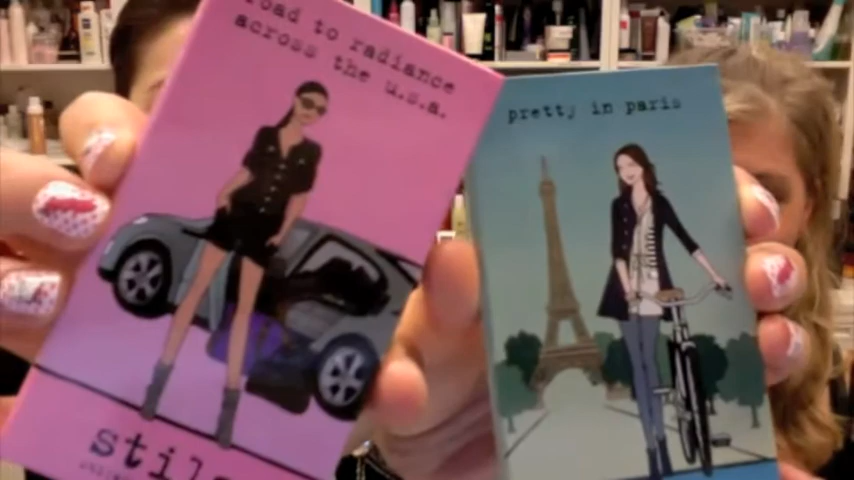 road to radiance
across the u.s.a.
pretty in paris